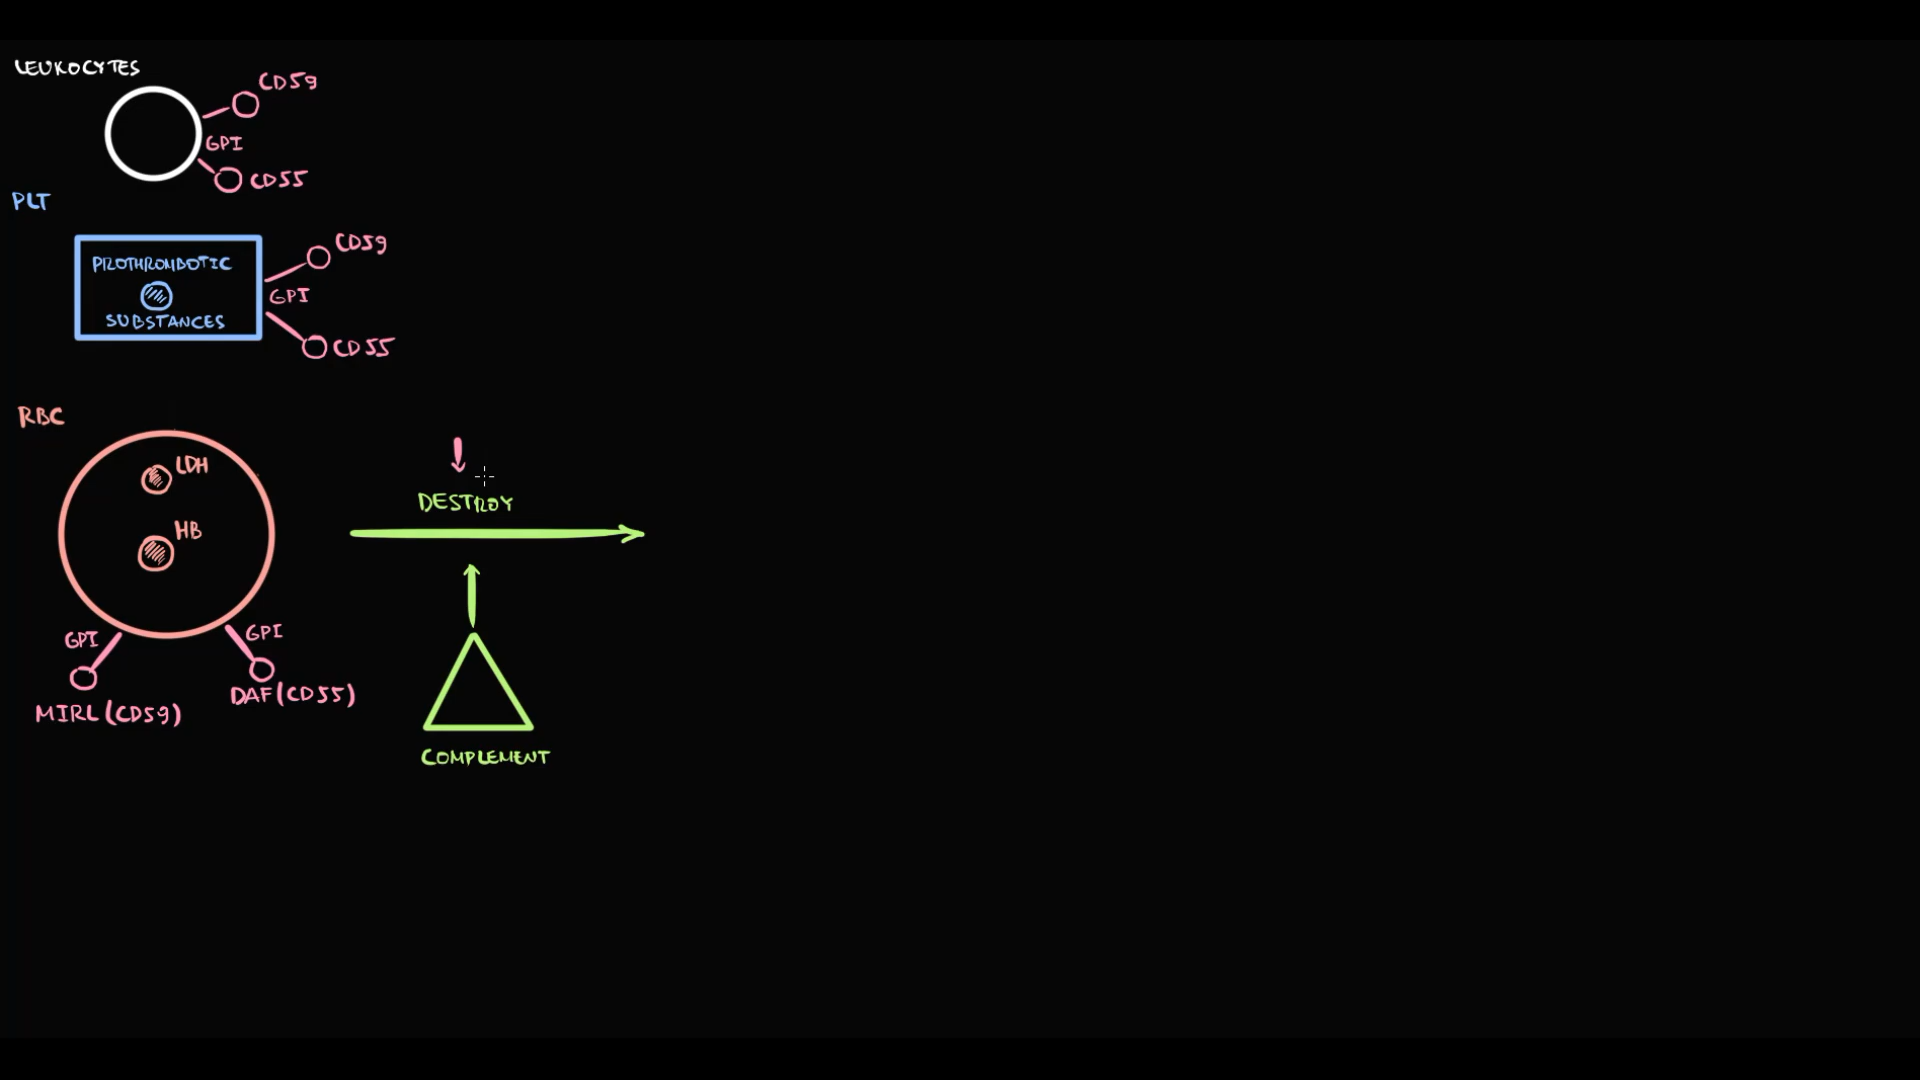 LEUKOCYTES
CD59
GPI
CD55
PLT
CD59
PROTHROMBOTIC
GPI
SUBSTANCES
CD55
RBC
LDH
HB
DESTROY
GPI
GPI
DAF(CD55)
MIRL(CD59)
COMPLEMENT